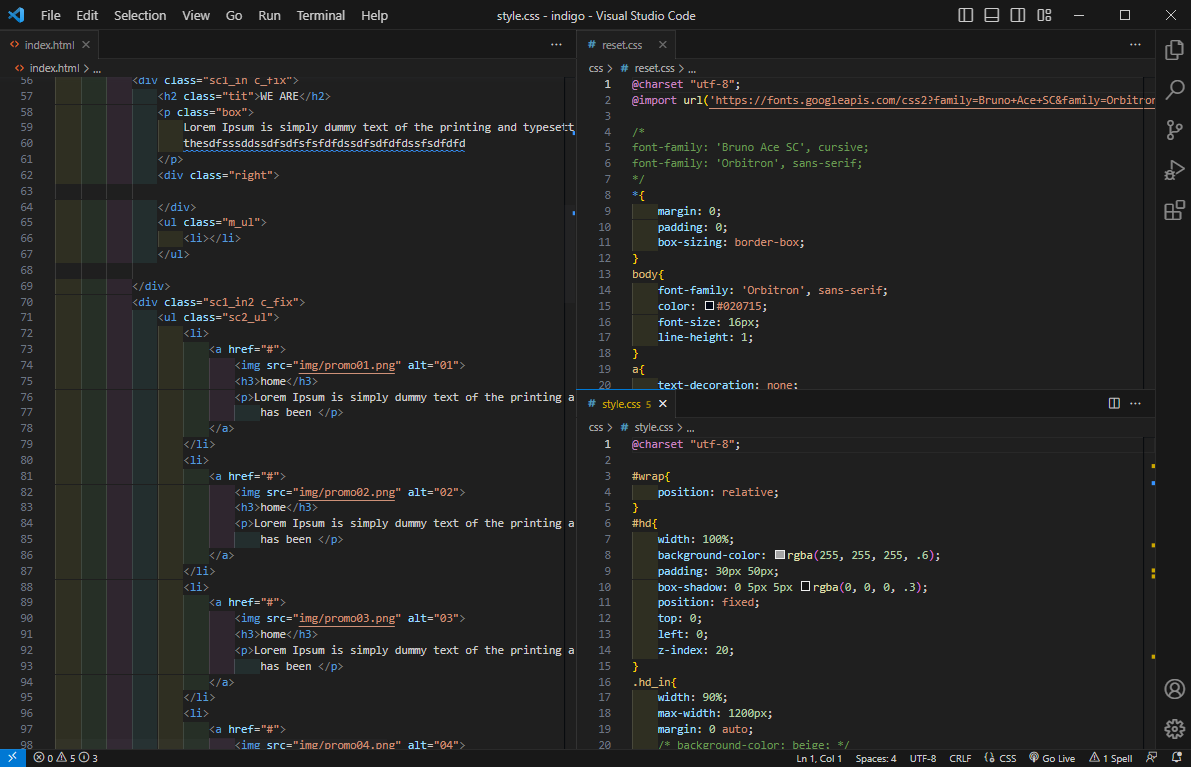 File Edit Selection View Go Run Terminal Help
style.css - indigo - Visual Studio Code
index.html
index.html > ...
56 <div class="sc1_in c_fix">
57 <h2 class="tit">WE ARE</h2>
58 <p class="box">
59 Lorem Ipsum is simply dummy text of the printing and typesett
60 thesdfsssdssdfsdfsfsfdfdssdfsdfdfdssfsdfdfd
61 </p>
62 <div class="right">
63
64 </div>
65 <ul class="m_ul">
66 <li></li>
67 </ul>
68
69 </div>
70 <div class="sc1_in2 c_fix">
71 <ul class="sc2_ul">
72 <li>
73 <a href="#">
74 <img src="img/promo01.png" alt="01">
75 <h3>home</h3>
76 <p>Lorem Ipsum is simply dummy text of the printing a
77 has been </p>
78 </a>
79 </li>
80 <li>
81 <a href="#">
82 <img src="img/promo02.png" alt="02">
83 <h3>home</h3>
84 <p>Lorem Ipsum is simply dummy text of the printing a
85 has been </p>
86 </a>
87 </li>
88 <li>
89 <a href="#">
90 <img src="img/promo03.png" alt="03">
91 <h3>home</h3>
92 <p>Lorem Ipsum is simply dummy text of the printing a
93 has been </p>
94 </a>
95 </li>
96 <li>
97 <a href="#">
98 <img src="img/promo04.png" alt="04">
# reset.css
css > # reset.css > ...
1 @charset "utf-8";
2 @import url('https://fonts.googleapis.com/css2?family=Bruno+Ace+SC&family=Orbitron
3
4 /*
5 font-family: 'Bruno Ace SC', cursive;
6 font-family: 'Orbitron', sans-serif;
7 */
8 *{
9 margin: 0;
10 padding: 0;
11 box-sizing: border-box;
12 }
13 body{
14 font-family: 'Orbitron', sans-serif;
15 color: #020715;
16 font-size: 16px;
17 line-height: 1;
18 }
19 a{
20 text-decoration: none;
# style.css 5
css > # style.css > ...
1 @charset "utf-8";
2
3 #wrap{
4 position: relative;
5 }
6 #hd{
7 width: 100%;
8 background-color: rgba(255, 255, 255, .6);
9 padding: 30px 50px;
10 box-shadow: 0 5px 5px rgba(0, 0, 0, .3);
11 position: fixed;
12 top: 0;
13 left: 0;
14 z-index: 20;
15 }
16 .hd_in{
17 width: 90%;
18 max-width: 1200px;
19 margin: 0 auto;
20 /* background-color: beige; */
0 5 3
Ln 1, Col 1 Spaces: 4 UTF-8 CRLF CSS Go Live 1 Spell